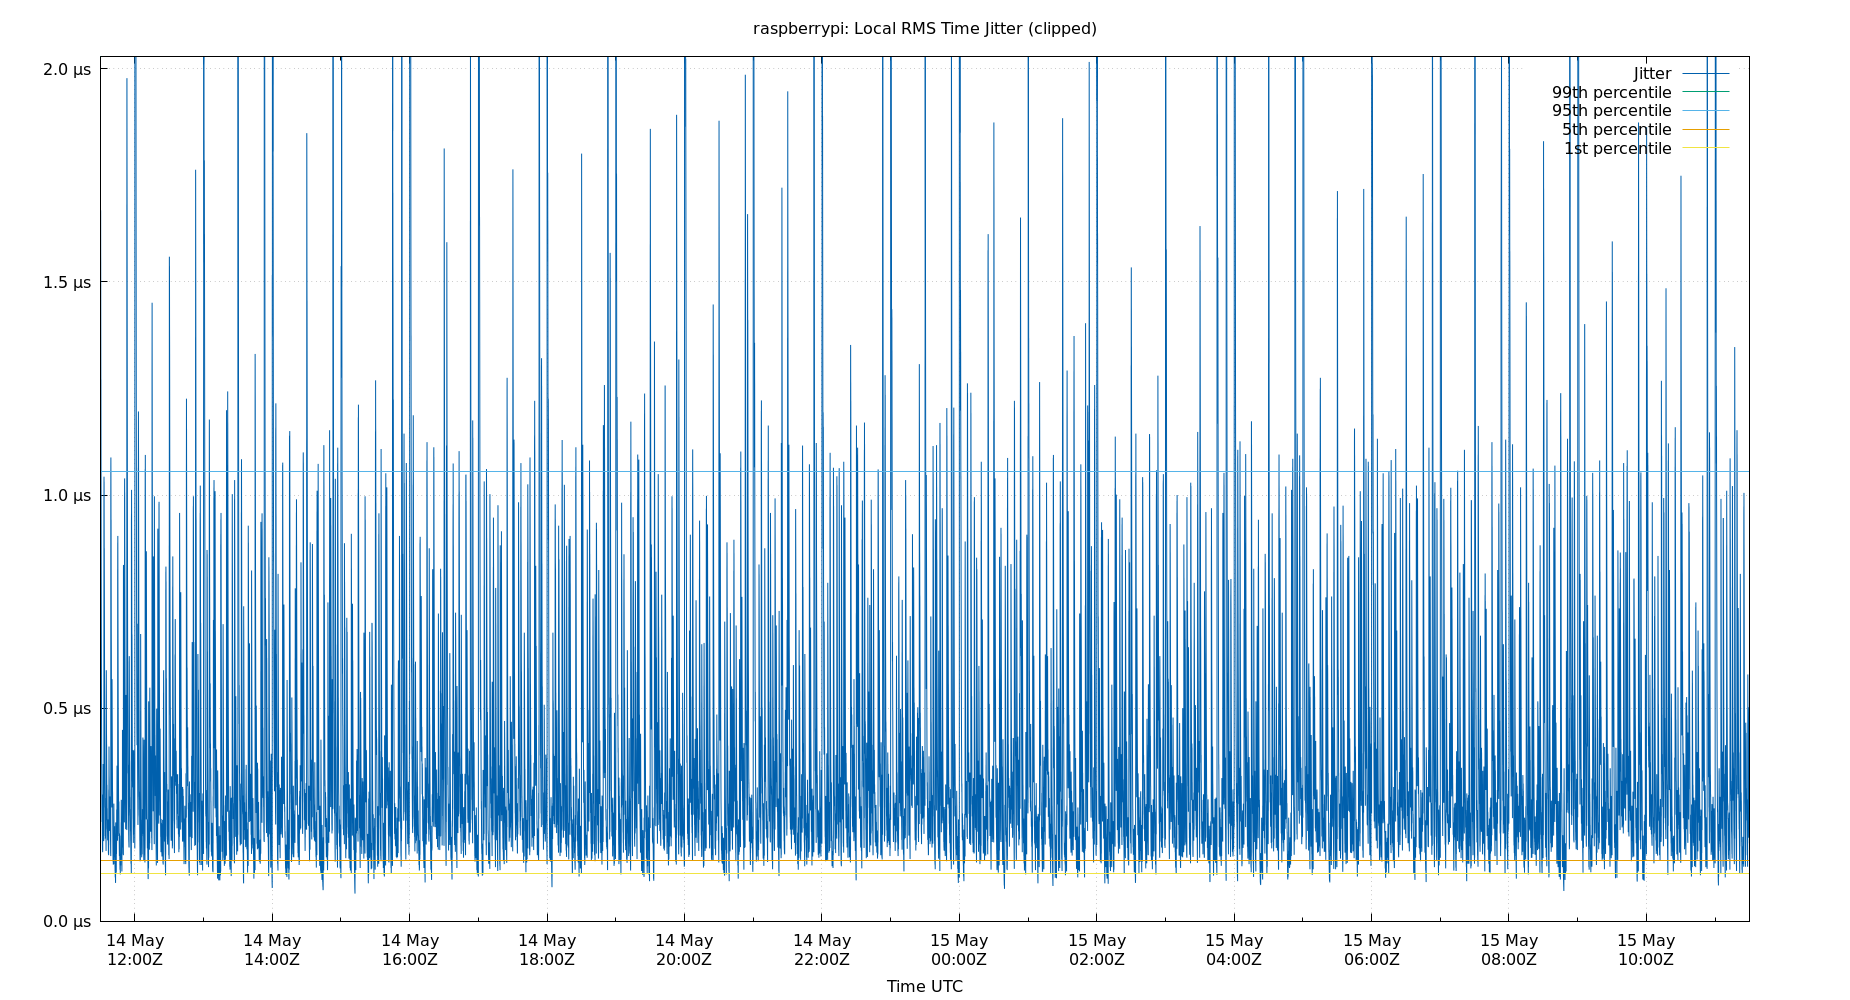 raspberrypi: Local RMS Time Jitter (clipped)
2.0 μs
1.5 μs
1.0 μs
0.5 μs
0.0 μs
Jitter
99th percentile
95th percentile
5th percentile
1st percentile
14 May 14 May 14 May 14 May 14 May 14 May 15 May 15 May 15 May 15 May 15 May 15 May
12:00Z 14:00Z 16:00Z 18:00Z 20:00Z 22:00Z 00:00Z 02:00Z 04:00Z 06:00Z 08:00Z 10:00Z
Time UTC